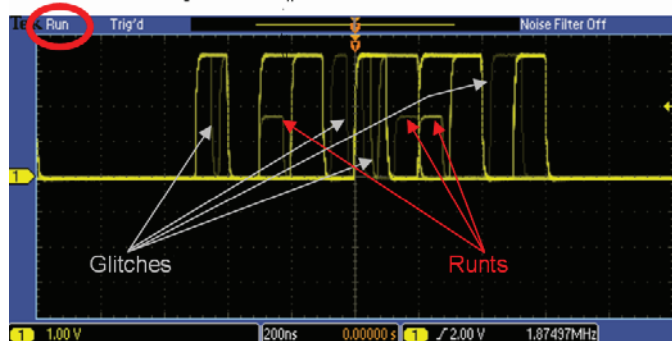 Tek Run Trig'd Noise Filter Off
1
Glitches Runts
1 1.00 V 200ns 0.00000 s 1 2.00 V 1.87497MHz